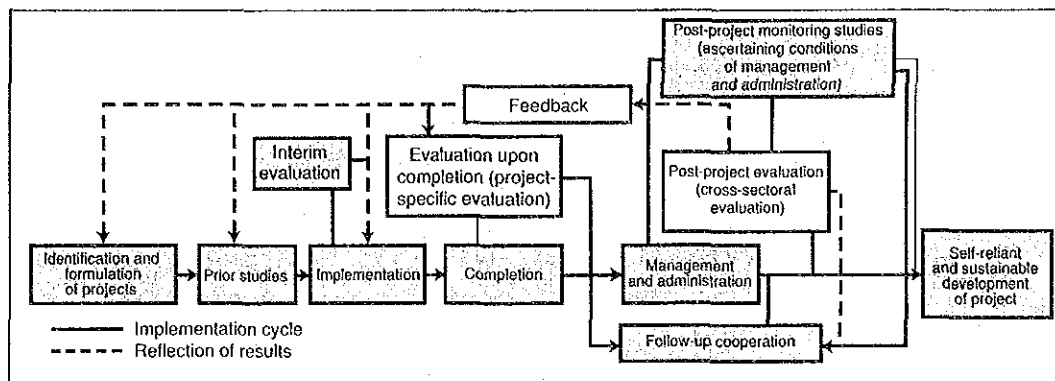 Post-project monitoring studies
(ascertaining conditions
of management
and administration)
Feedback
Interim
evaluation
Evaluation upon
completion (project-
specific evaluation)
Post-project evaluation
(cross-sectoral
evaluation)
Identification and
formulation
of projects
Prior studies
Implementation
Completion
Management
and administration
Self-reliant
and sustainable
development
of project
Follow-up cooperation
Implementation cycle
Reflection of results